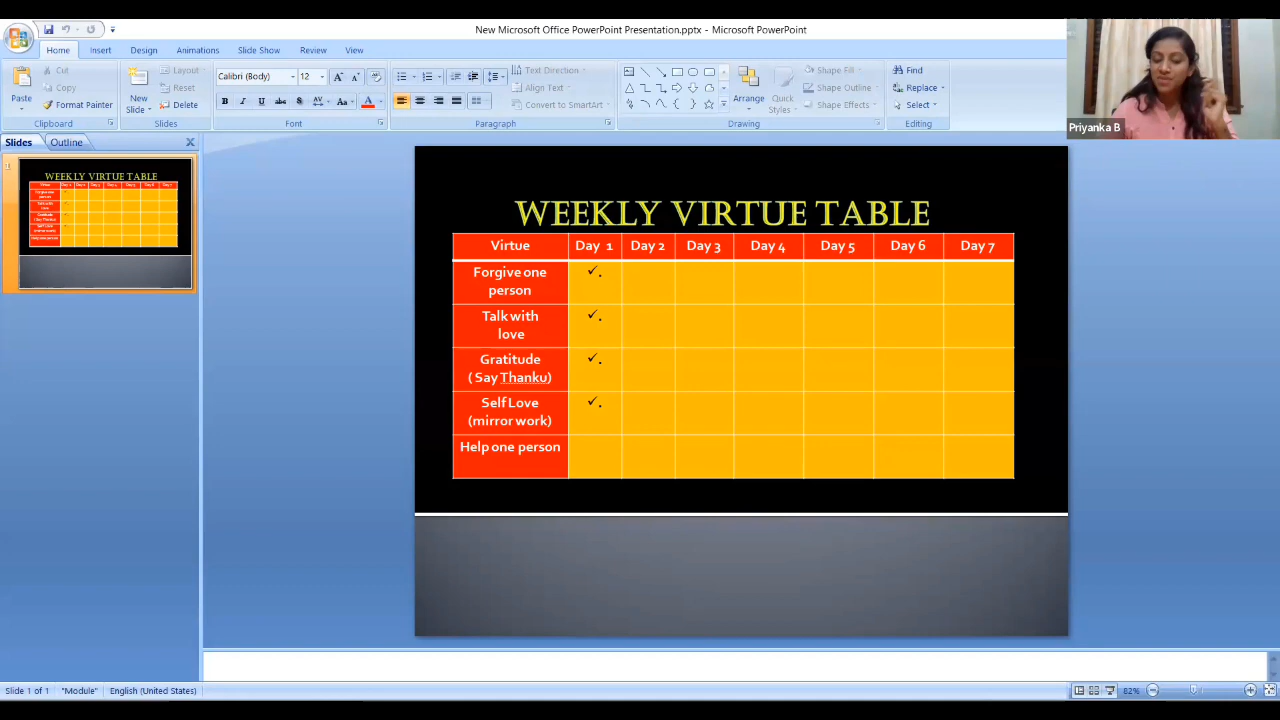 New Microsoft Office PowerPoint Presentation.pptx - Microsoft PowerPoint
Home Insert Design Animations Slide Show Review View
Paste
Cut
Copy
Format Painter
Clipboard
New
Slide
Layout
Reset
Delete
Slides
Calibri (Body) 12
B I U abc S AV Aa A
Font
Text Direction
Align Text
Convert to SmartArt
Paragraph
Arrange
Quick
Styles
Shape Fill
Shape Outline
Shape Effects
Drawing
Find
Replace
Select
Editing
Priyanka B
Slides Outline
WEEKLY VIRTUE TABLE
Virtue Day 1 Day 2 Day 3 Day 4 Day 5 Day 6 Day 7
Forgive one
person
✓.
Talk with
love
✓.
Gratitude
( Say Thanku)
✓.
Self Love
(mirror work)
✓.
Help one person
Slide 1 of 1 "Module" English (United States) 82%